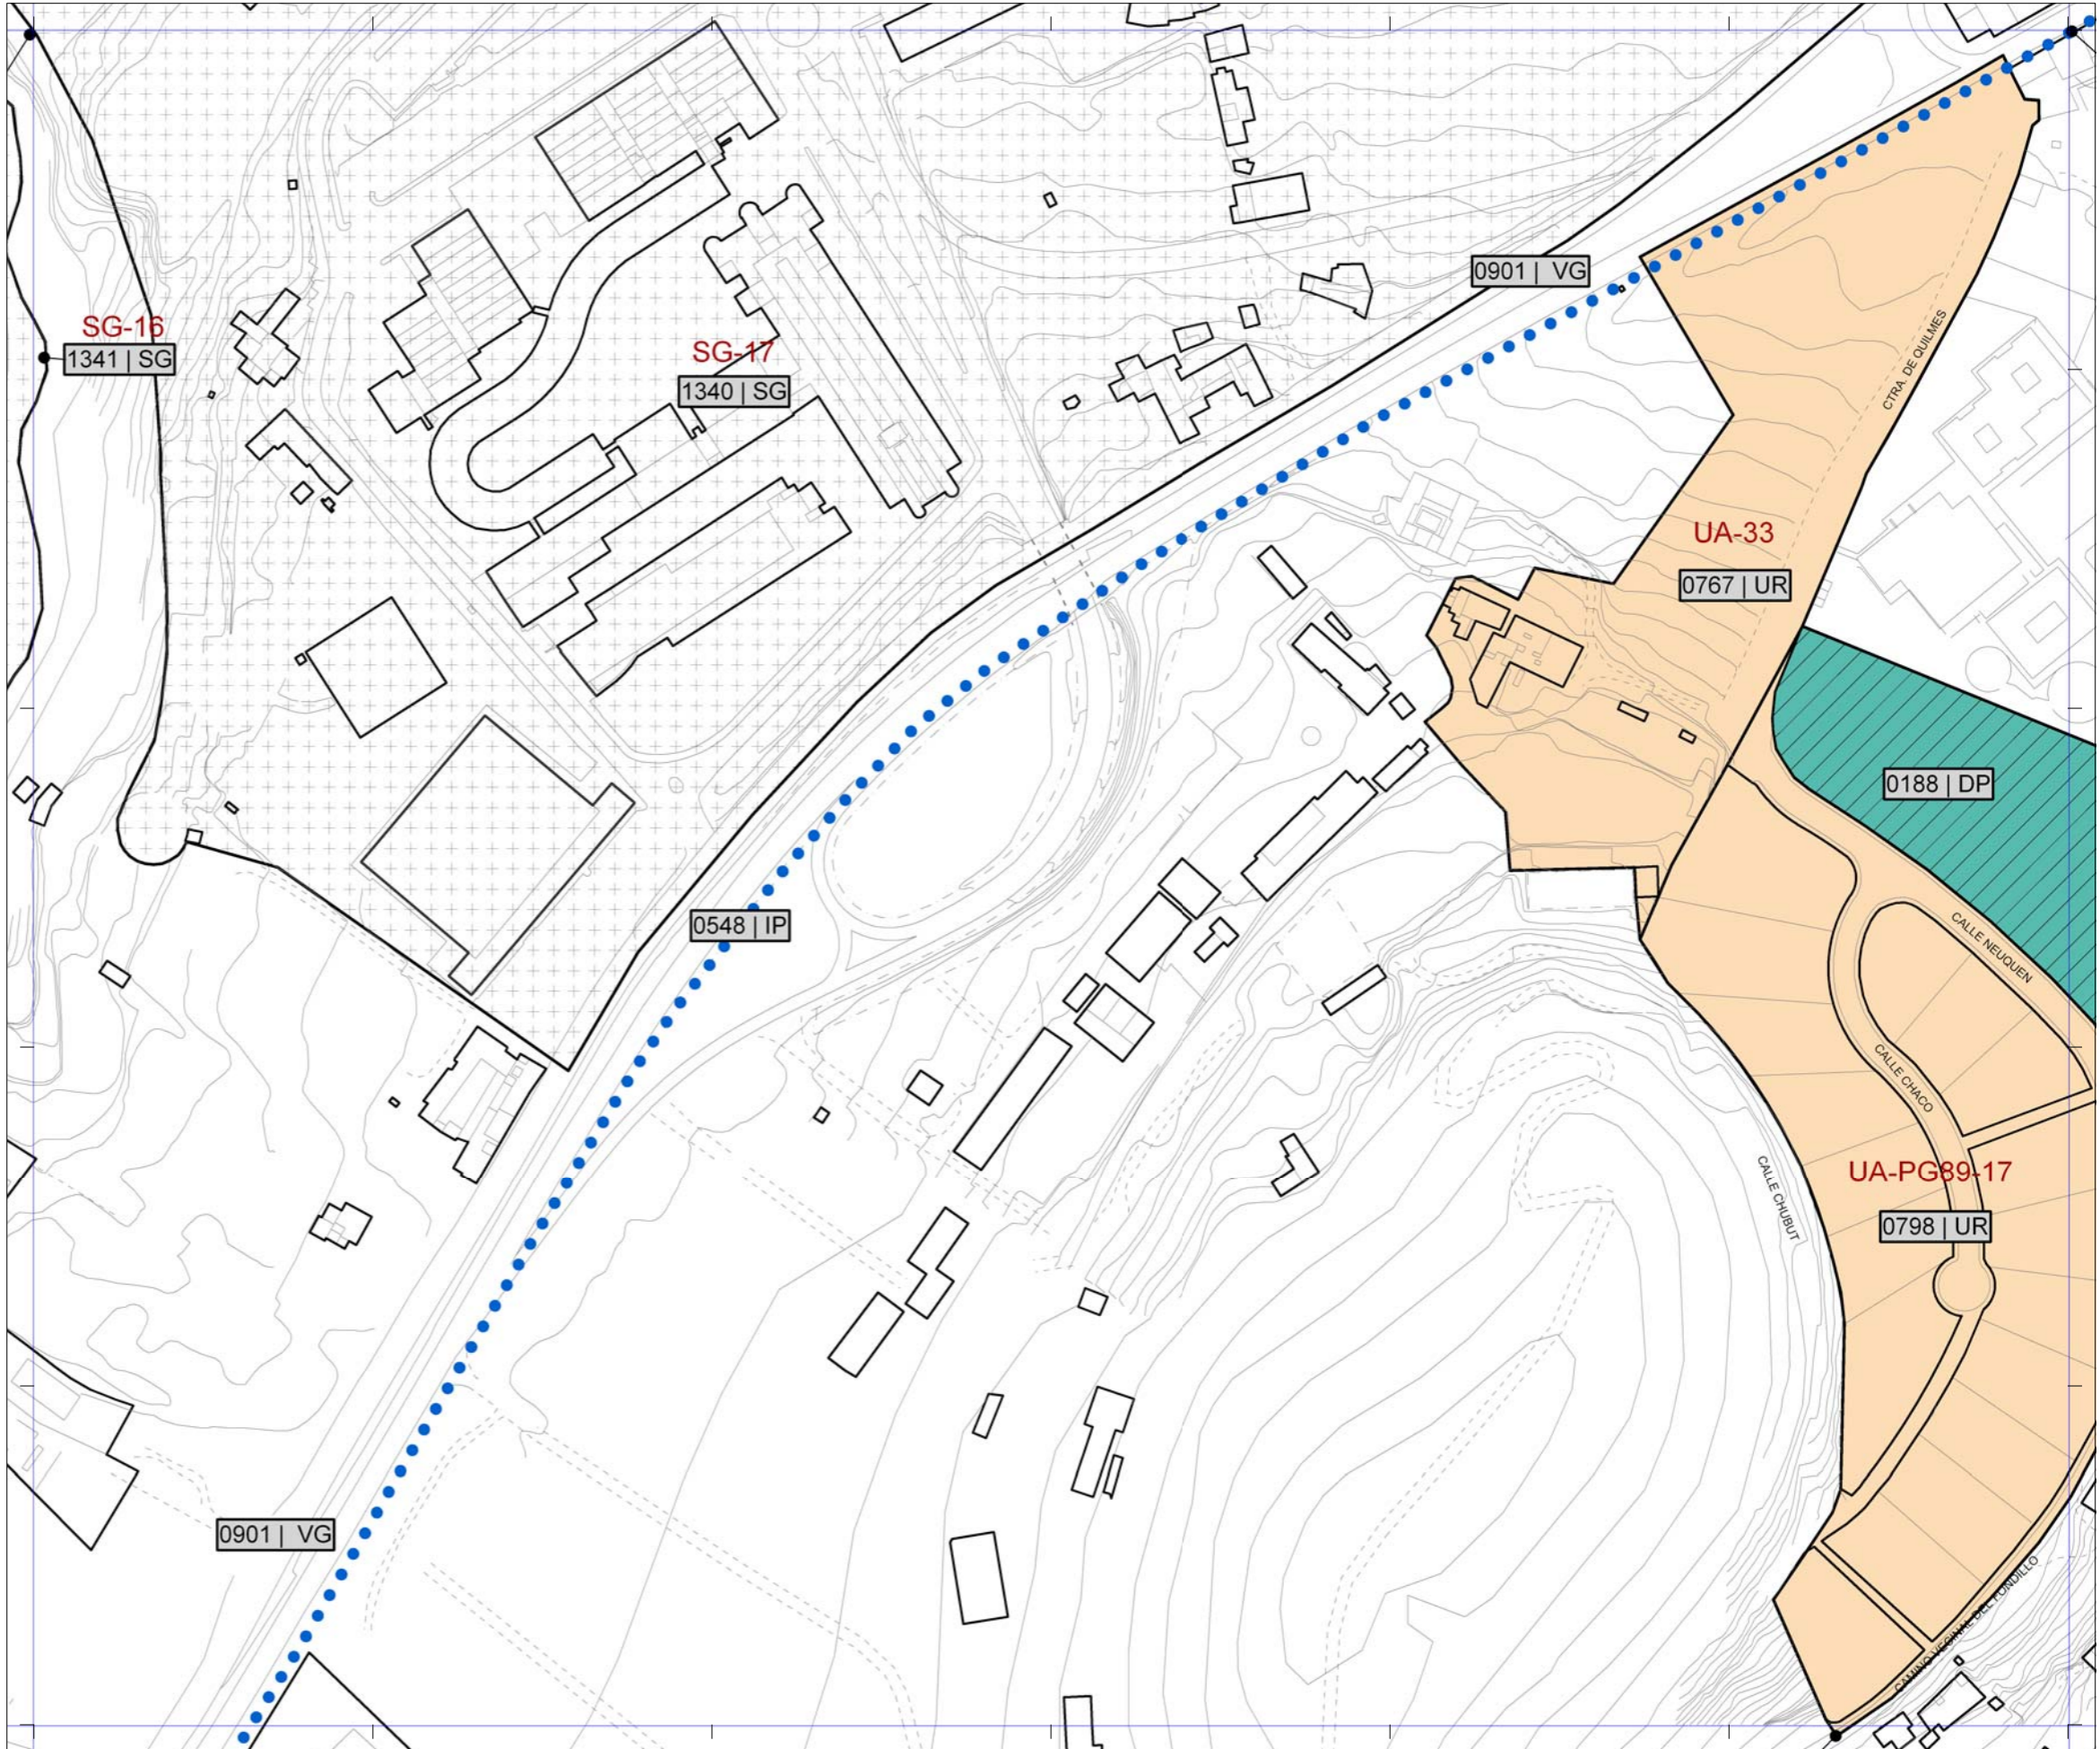 0901 | VG
SG-16
1341 | SG
SG-17
1340 | SG
CTRA. DE QUILMES
UA-33
0767 | UR
0188 | DP
0548 | IP
CALLE NEUQUEN
CALLE CHACO
UA-PG89-17
CALLE CHUBUT
0798 | UR
0901 | VG
CAMINO VECINAL DEL FONDILLO